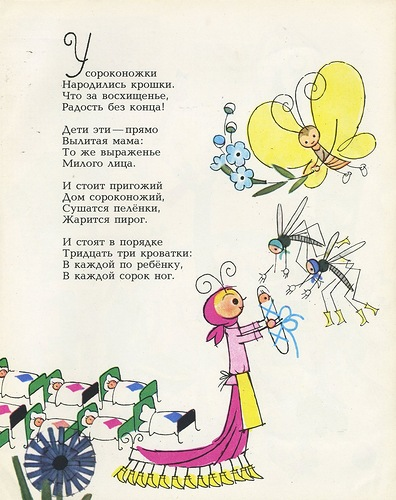 У сороконожки
Народились крошки.
Что за восхищенье,
Радость без конца!
Дети эти — прямо
Вылитая мама:
То же выраженье
Милого лица.
И стоит пригожий
Дом сороконожий,
Сушатся пелёнки,
Жарится пирог.
И стоят в порядке
Тридцать три кроватки:
В каждой по ребёнку,
В каждой сорок ног.